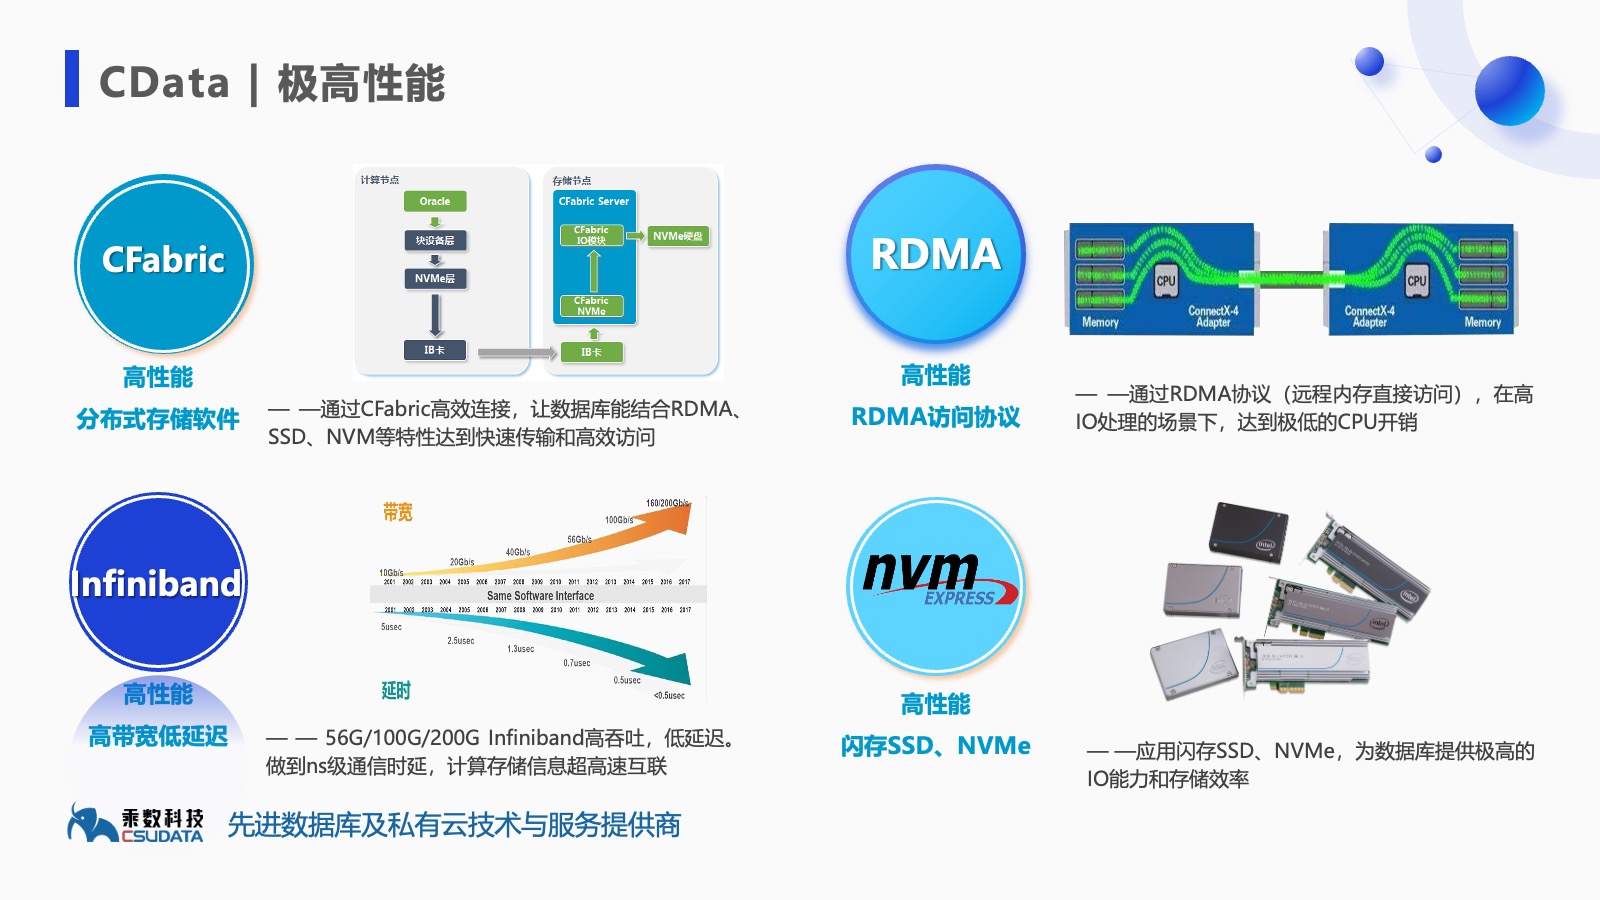 CData | 极高性能
CFabric
高性能
分布式存储软件
计算节点
Oracle
块设备层
NVMe层
IB卡
存储节点
CFabric Server
CFabric
IO模块
NVMe硬盘
CFabric
NVMe
IB卡
— —通过CFabric高效连接，让数据库能结合RDMA、
SSD、NVM等特性达到快速传输和高效访问
RDMA
高性能
RDMA访问协议
CPU
Memory
ConnectX-4
Adapter
CPU
ConnectX-4
Adapter
Memory
— —通过RDMA协议（远程内存直接访问），在高
IO处理的场景下，达到极低的CPU开销
Infiniband
高性能
高带宽低延迟
带宽
160/200Gb/s
100Gb/s
56Gb/s
40Gb/s
20Gb/s
10Gb/s
2001 2002 2003 2004 2005 2006 2007 2008 2009 2010 2011 2012 2013 2014 2015 2016 2017
Same Software Interface
2001 2002 2003 2004 2005 2006 2007 2008 2009 2010 2011 2012 2013 2014 2015 2016 2017
5usec
2.5usec
1.3usec
0.7usec
0.5usec
<0.5usec
延时
— — 56G/100G/200G Infiniband高吞吐，低延迟。
做到ns级通信时延，计算存储信息超高速互联
nvm
EXPRESS
高性能
闪存SSD、NVMe
intel
intel
intel
— —应用闪存SSD、NVMe，为数据库提供极高的
IO能力和存储效率
乘数科技
CSUDATA
先进数据库及私有云技术与服务提供商